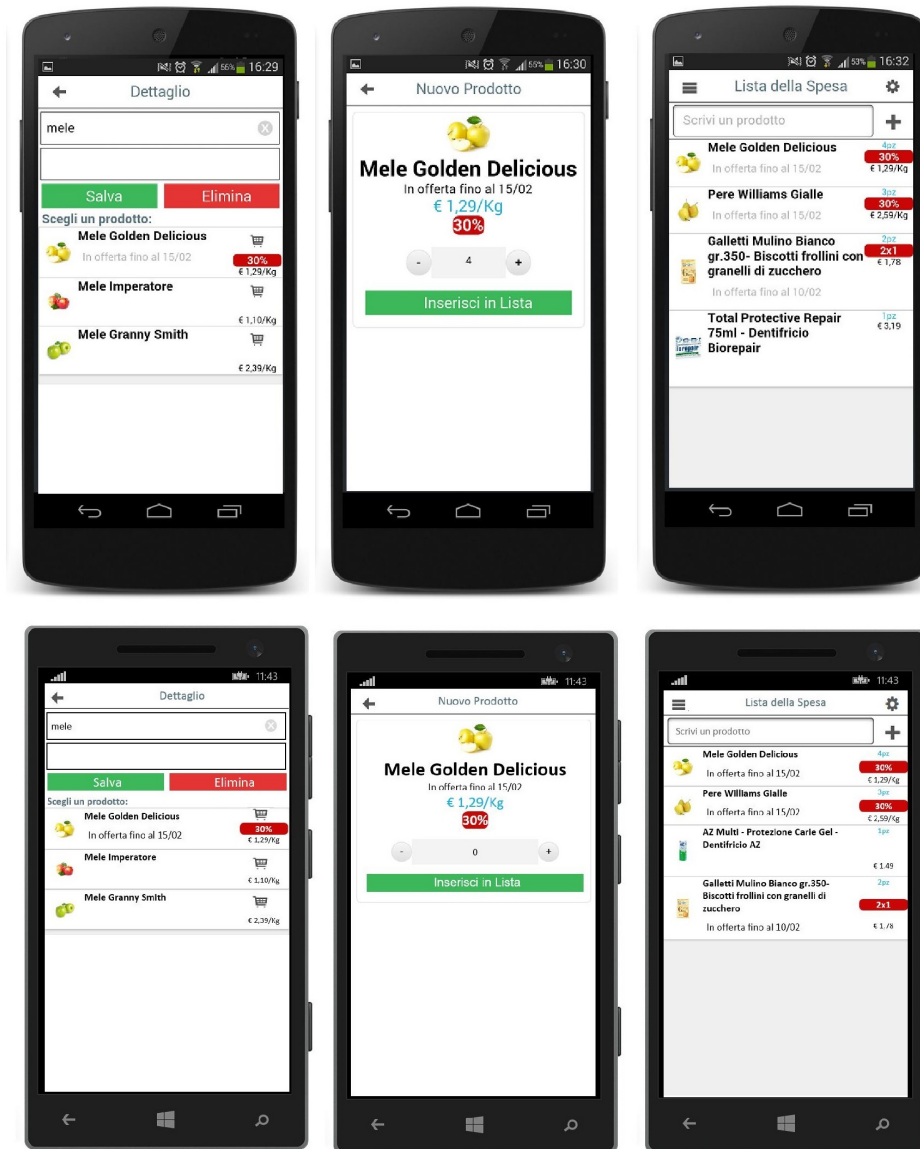 55% 16:29
Dettaglio
mele
Salva Elimina
Scegli un prodotto:
Mele Golden Delicious
In offerta fino al 15/02
30%
€ 1,29/Kg
Mele Imperatore
€ 1,10/Kg
Mele Granny Smith
€ 2,39/Kg
55% 16:30
Nuovo Prodotto
Mele Golden Delicious
In offerta fino al 15/02
€ 1,29/Kg
30%
- 4 +
Inserisci in Lista
53% 16:32
Lista della Spesa
Scrivi un prodotto
Mele Golden Delicious 4pz
30%
In offerta fino al 15/02 € 1,29/Kg
Pere Williams Gialle 3pz
30%
In offerta fino al 15/02 € 2,59/Kg
Galletti Mulino Bianco 2pz
gr.350- Biscotti frollini con 2x1
granelli di zucchero € 1,78
In offerta fino al 10/02
Total Protective Repair 1pz
75ml - Dentifricio € 3,19
Biorepair
11:43
Dettaglio
mele
Salva Elimina
Scegli un prodotto:
Mele Golden Delicious
In offerta fino al 15/02 30%
€ 1,29/Kg
Mele Imperatore
€ 1,10/Kg
Mele Granny Smith
€ 2,39/Kg
11:43
Nuovo Prodotto
Mele Golden Delicious
In offerta fino al 15/02
€ 1,29/Kg
30%
- 0 +
Inserisci in Lista
11:43
Lista della Spesa
Scrivi un prodotto
Mele Golden Delicious 4pz
In offerta fino al 15/02 30%
€ 1,29/Kg
Pere Williams Gialle 3pz
In offerta fino al 15/02 30%
€ 2,59/Kg
AZ Multi - Protezione Carie Gel - 1pz
Dentifricio AZ
€ 1,49
Galletti Mulino Bianco gr.350- 2pz
Biscotti frollini con granelli di
zucchero 2x1
In offerta fino al 10/02 € 1,78